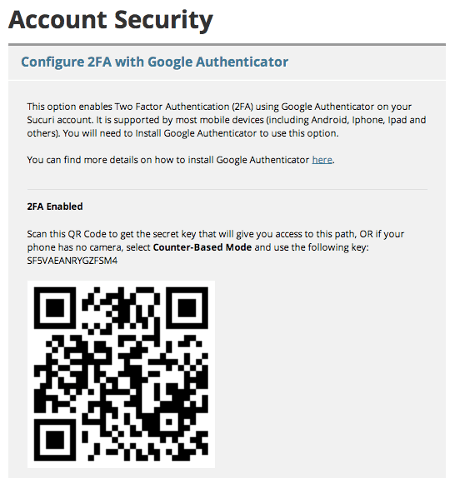 Account Security
Configure 2FA with Google Authenticator
This option enables Two Factor Authentication (2FA) using Google Authenticator on your
Sucuri account. It is supported by most mobile devices (including Android, Iphone, Ipad and
others). You will need to Install Google Authenticator to use this option.
You can find more details on how to install Google Authenticator here.
2FA Enabled
Scan this QR Code to get the secret key that will give you access to this path, OR if your
phone has no camera, select Counter-Based Mode and use the following key:
SF5VAEANRYGZFSM4